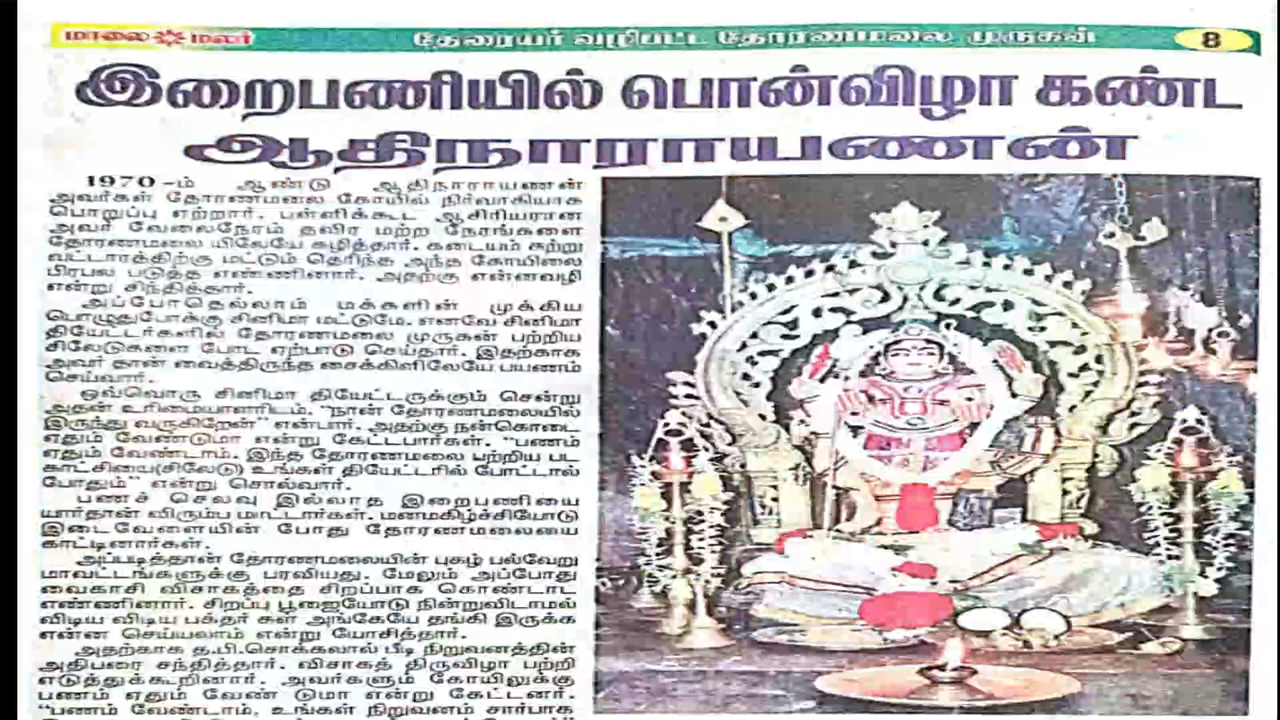 மாலை மலர்
தேரையர் வழிபட்ட தோரணமலை முருகன்
8
இறைபணியில் பொன்விழா கண்ட
ஆதிநாராயணன்
1970-ம் ஆண்டு ஆதிநாராயணன்
அவர்கள் தோரணமலை கோயில் நிர்வாகியாக
பொறுப்பு ஏற்றார். பள்ளிக்கூட ஆசிரியரான
அவர் வேலைநேரம் தவிர மற்ற நேரங்களை
தோரணமலை யிலேயே கழித்தார். கடையம் சுற்று
வட்டாரத்திற்கு மட்டும் தெரிந்த அந்த கோயிலை
பிரபல படுத்த எண்ணினார். அதற்கு என்னவழி
என்று சிந்தித்தார்.
அப்போதெல்லாம் மக்களின் முக்கிய
பொழுதுபோக்கு சினிமா மட்டுமே. எனவே சினிமா
தியேட்டர்களில் தோரணமலை முருகன் பற்றிய
சிலேடுகளை போட ஏற்பாடு செய்தார். இதற்காக
அவர் தான் வைத்திருந்த சைக்கிளிலேயே பயணம்
செய்வார்.
ஒவ்வொரு சினிமா தியேட்டருக்கும் சென்று
அதன் உரிமையாளரிடம். "நான் தோரணமலையில்
இருந்து வருகிறேன்" என்பார். அதற்கு நன்கொடை
எதும் வேண்டுமா என்று கேட்டபார்கள். "பணம்
எதும் வேண்டாம். இந்த தோரணமலை பற்றிய பட
காட்சியை(சிலேடு) உங்கள் தியேட்டரில் போட்டால்
போதும்" என்று சொல்வார்.
பணச் செலவு இல்லாத இறைபணியை
யார்தான் விரும்ப மாட்டார்கள். மனமகிழ்ச்சியோடு
இடைவேளையின் போது தோரணமலையை
காட்டினார்கள்.
அப்படித்தான் தோரணமலையின் புகழ் பல்வேறு
மாவட்டங்களுக்கு பரவியது. மேலும் அப்போது
வைகாசி விசாகத்தை சிறப்பாக கொண்டாட
எண்ணினார். சிறப்பு பூஜையோடு நின்றுவிடாமல்
விடிய விடிய பக்தர் கள் அங்கேயே தங்கி இருக்க
என்ன செய்யலாம் என்று யோசித்தார்.
அதற்காக த.பி.சொக்கலால் பீடி நிறுவனத்தின்
அதிபரை சந்தித்தார். விசாகத் திருவிழா பற்றி
எடுத்துக்கூறினார். அவர்களும் கோயிலுக்கு
பணம் எதும் வேண் டுமா என்று கேட்டனர்.
"பணம் வேண்டாம். உங்கள் நிறுவனம் சார்பாக